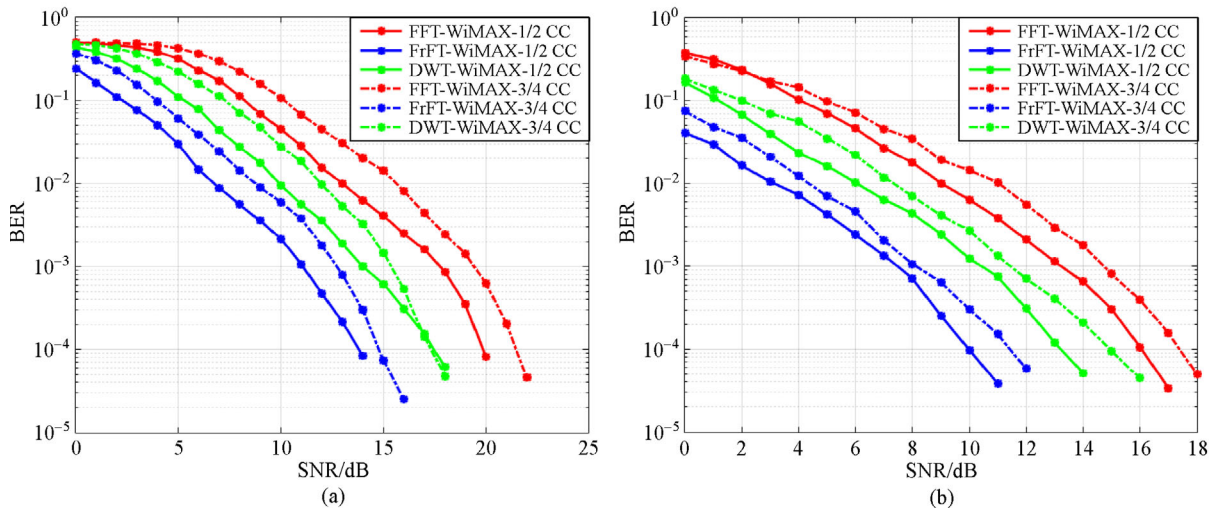 10^0
10^-1
10^-2
10^-3
10^-4
10^-5
BER
0 5 10 15 20 25
SNR/dB
(a)
FFT-WiMAX-1/2 CC
FrFT-WiMAX-1/2 CC
DWT-WiMAX-1/2 CC
FFT-WiMAX-3/4 CC
FrFT-WiMAX-3/4 CC
DWT-WiMAX-3/4 CC
10^0
10^-1
10^-2
10^-3
10^-4
10^-5
BER
0 2 4 6 8 10 12 14 16 18
SNR/dB
(b)
FFT-WiMAX-1/2 CC
FrFT-WiMAX-1/2 CC
DWT-WiMAX-1/2 CC
FFT-WiMAX-3/4 CC
FrFT-WiMAX-3/4 CC
DWT-WiMAX-3/4 CC